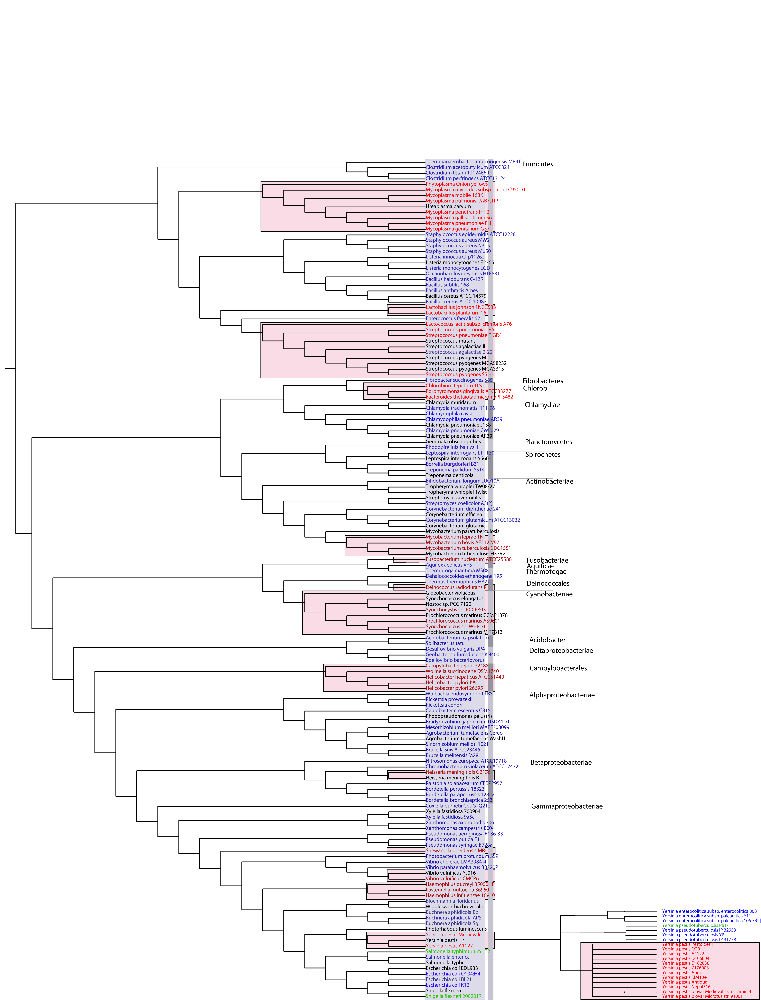 Thermoanaerobacter tengcongensis MB4T
Firmicutes
Clostridium acetobutylicum ATCC824
Clostridium tetani 12124669
Clostridium perfringens ATCC13124
Phytoplasma Onion yellows
Mycoplasma mycoides subsp. capri LC95010
Mycoplasma mobile 163K
Mycoplasma pulmonis UAB CTIP
Ureaplasma parvum
Mycoplasma penetrans HF-2
Mycoplasma gallisepticum S6
Mycoplasma pneumoniae FH
Mycoplasma genitalium G37
Staphylococcus epidermidis ATCC12228
Staphylococcus aureus MW2
Staphylococcus aureus N315
Staphylococcus aureus Mu50
Listeria innocua Clip11262
Listeria monocytogenes F2365
Listeria monocytogenes EGD
Oceanobacillus iheyensis HTE831
Bacillus halodurans C-125
Bacillus subtilis 168
Bacillus anthracis Ames
Bacillus cereus ATCC 14579
Bacillus cereus ATCC 10987
Lactobacillus johnsonii NCC533
Lactobacillus plantarum 16
Enterococcus faecalis 62
Lactococcus lactis subsp. cremoris A76
Streptococcus pneumoniae R6
Streptococcus pneumoniae TIGR4
Streptococcus mutans
Streptococcus agalactiae III
Streptococcus agalactiae 2-22
Streptococcus pyogenes M
Streptococcus pyogenes MGAS8232
Streptococcus pyogenes MGAS315
Streptococcus pyogenes SSI−1
Fibrobacter succinogenes S85
Fibrobacteres
Chlorobium tepidum TLS
Chlorobi
Porphyromonas gingivalis ATCC33277
Bacteroides thetaiotaomicron VPI-5482
Chlamydia muridarum
Chlamydiae
Chlamydia trachomatis FI11-96
Chlamydophila cavia
Chlamydophila pneumoniae AR39
Chlamydia pneumoniae J138
Chlamydia pneumoniae CWL029
Chlamydia pneumoniae AR39
Gemmata obscuriglobus
Planctomycetes
Rhodopirellula baltica 1
Leptospira interrogans L1−130
Spirochetes
Leptospira interrogans 56601
Borrelia burgdorferi B31
Treponema pallidum SS14
Treponema denticola
Bifidobacterium longum DJO10A
Actinobacteriae
Tropheryma whipplei TW08/27
Tropheryma whipplei Twist
Streptomyces avermitilis
Streptomyces coelicolor A3(2)
Corynebacterium diphtheriae 241
Corynebacterium efficien
Corynebacterium glutamicum ATCC13032
Corynebacterium glutamicu
Mycobacterium paratuberculosis
Mycobacterium leprae TN
Mycobacterium bovis AF2122/97
Mycobacterium tuberculosis CDC1551
Mycobacterium tuberculosis H37Rv
Fusobacterium nucleatum ATCC25586
Fusobacteriae
Aquifex aeolicus VF5
Aquificae
Thermotoga maritima MSB8
Thermotogae
Dehalococcoides ethenogene 195
Thermus thermophilus HB27
Deinococcales
Deinococcus radiodurans R1
Gloeobacter violaceus
Cyanobacteriae
Synechococcus elongatus
Nostoc sp. PCC 7120
Synechocystis sp. PCC6803
Prochlorococcus marinus CCMP1378
Prochlorococcus marinus AS9601
Synechococcus sp. WH8102
Prochlorococcus marinus MIT9313
Acidobacterium capsulatum
Acidobacter
Solibacter usitatu
Desulfovibrio vulgaris DP4
Deltaproteobacteriae
Geobacter sulfurreducens KN400
Bdellovibrio bacteriovorus
Campylobacter jejuni 32488
Campylobacterales
Wolinella succinogene DSM1740
Helicobacter hepaticus ATCC51449
Helicobacter pylori J99
Helicobacter pylori 26695
Wolbachia endosymbiont TRS
Alphaproteobacteriae
Rickettsia prowazekii
Rickettsia conorii
Caulobacter crescentus CB15
Rhodopseudomonas palustris
Bradyrhizobium japonicum USDA110
Mesorhizobium meliloti MAFF303099
Agrobacterium tumefaciens Cereo
Agrobacterium tumefaciens WashU
Sinorhizobium meliloti 1021
Brucella suis ATCC23445
Brucella melitensis M28
Nitrosomonas europaea ATCC19718
Betaproteobacteriae
Chromobacterium violaceum ATCC12472
Neisseria meningitidis G2136
Neisseria meningitidis B
Ralstonia solanacearum CFBP2957
Bordetella pertussis 18323
Bordetella parapertussis 12822
Bordetella bronchiseptica 253
Coxiella burnetii CbuG_Q212
Gammaproteobacteriae
Xylella fastidiosa 700964
Xylella fastidiosa 9a5c
Xanthomonas axonopodis 306
Xanthomonas campestris 8004
Pseudomonas aeruginosa B136-33
Pseudomonas putida F1
Pseudomonas syringae B728a
Shewanella oneidensis MR-1
Photobacterium profundum SS9
Vibrio cholerae LMA3984-4
Vibrio parahaemolyticus BB220P
Vibrio vulnificus YJ016
Vibrio vulnificus CMCP6
Haemophilus ducreyi 35000HP
Pasteurella multocida 36950
Haemophilus influenzae 10810
Blochmannia floridanus
Wigglesworthia brevipalpi
Buchnera aphidicola Bp
Buchnera aphidicola APS
Buchnera aphidicola Sg
Photorhabdus luminescens
Yersinia pestis Medievalis
Yersinia pestis
Yersinia pestis A1122
Salmonella typhimurium LT2
Salmonella enterica
Salmonella typhi
Escherichia coli EDL933
Escherichia coli O104:H4
Escherichia coli BL21
Escherichia coli K12
Shigella flexneri
Shigella flexneri 2002017
Yersinia enterocolitica subsp. enterocolitica 8081
Yersinia enterocolitica subsp. palearctica Y11
Yersinia enterocolitica subsp. palearctica 105.5R|r|
Yersinia pseudotuberculosis PB1/
Yersinia pseudotuberculosis IP 32953
Yersinia pseudotuberculosis YPIII
Yersinia pseudotuberculosis IP 31758
Yersinia pestis Pestoides F
Yersinia pestis CO9
Yersinia pestis A1122
Yersinia pestis D106004
Yersinia pestis D182038
Yersinia pestis Z176003
Yersinia pestis Angol
Yersinia pestis KIM10+
Yersinia pestis Antiqua
Yersinia pestis Nepal516
Yersinia pestis biovar Medievalis str. Harbin 35
Yersinia pestis biovar Microtus str. 91001